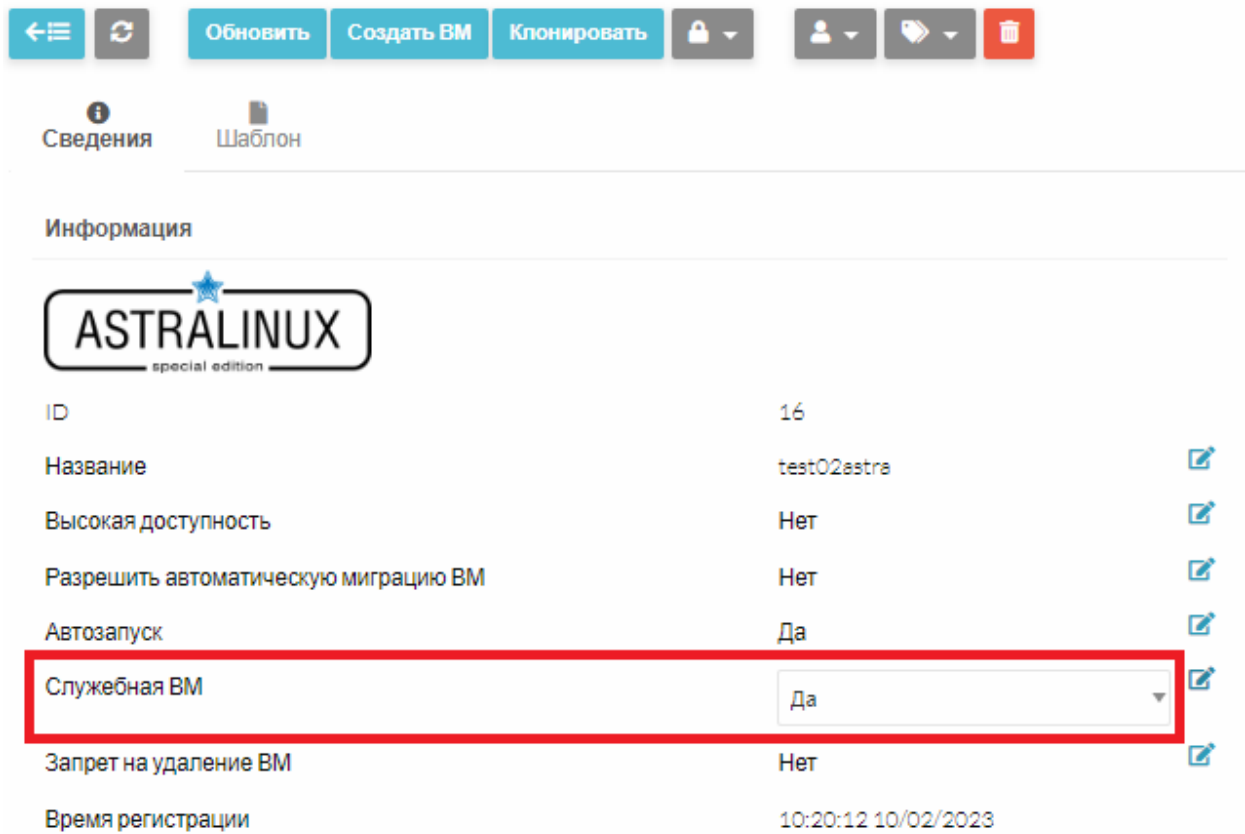 Обновить Создать ВМ Клонировать
Сведения Шаблон
Информация
ASTRALINUX
special edition
ID 16
Название test02astra
Высокая доступность Нет
Разрешить автоматическую миграцию ВМ Нет
Автозапуск Да
Служебная ВМ Да
Запрет на удаление ВМ Нет
Время регистрации 10:20:12 10/02/2023